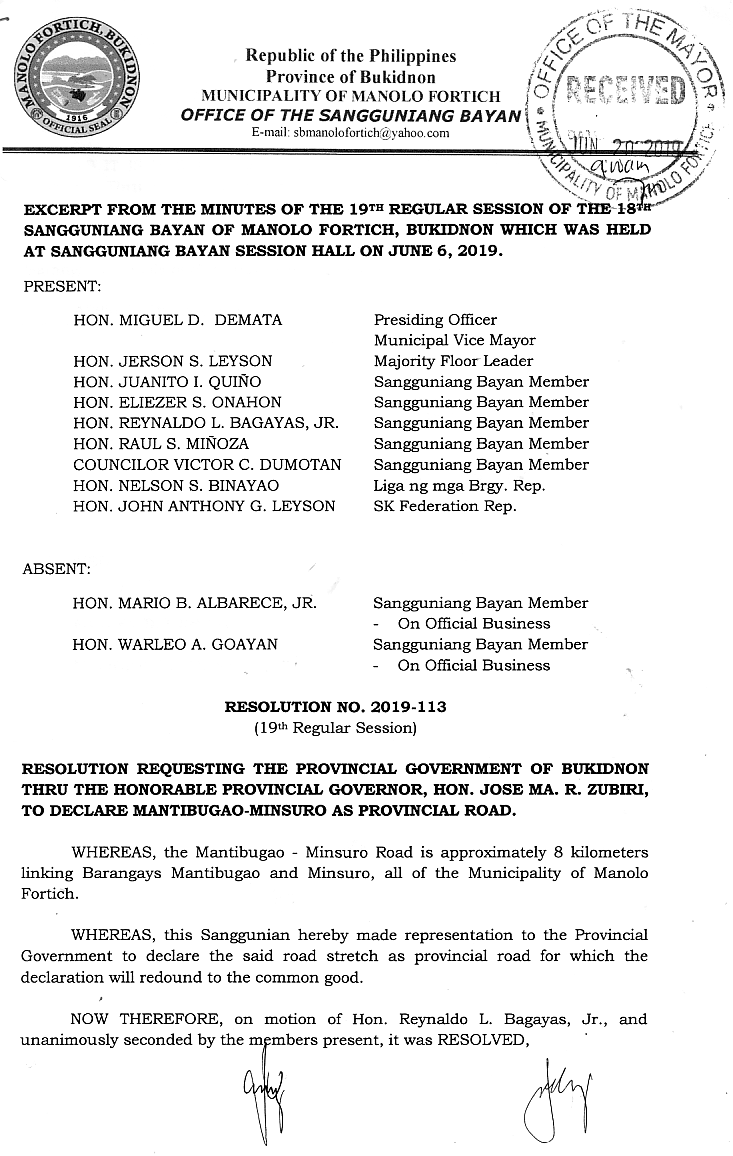 MANOLO FORTICH, BUKIDNON
1916
OFFICIAL SEAL
Republic of the Philippines
Province of Bukidnon
MUNICIPALITY OF MANOLO FORTICH
OFFICE OF THE SANGGUNIANG BAYAN
E-mail: sbmanolofortich@yahoo.com
OFFICE OF THE MAYOR
RECEIVED
JUN 20 2019
MUNICIPALITY OF MANOLO FORTICH
EXCERPT FROM THE MINUTES OF THE 19TH REGULAR SESSION OF THE 18TH
SANGGUNIANG BAYAN OF MANOLO FORTICH, BUKIDNON WHICH WAS HELD
AT SANGGUNIANG BAYAN SESSION HALL ON JUNE 6, 2019.
PRESENT:
HON. MIGUEL D. DEMATA Presiding Officer
Municipal Vice Mayor
HON. JERSON S. LEYSON Majority Floor Leader
HON. JUANITO I. QUIÑO Sangguniang Bayan Member
HON. ELIEZER S. ONAHON Sangguniang Bayan Member
HON. REYNALDO L. BAGAYAS, JR. Sangguniang Bayan Member
HON. RAUL S. MIÑOZA Sangguniang Bayan Member
COUNCILOR VICTOR C. DUMOTAN Sangguniang Bayan Member
HON. NELSON S. BINAYAO Liga ng mga Brgy. Rep.
HON. JOHN ANTHONY G. LEYSON SK Federation Rep.
ABSENT:
HON. MARIO B. ALBARECE, JR. Sangguniang Bayan Member
- On Official Business
HON. WARLEO A. GOAYAN Sangguniang Bayan Member
- On Official Business
RESOLUTION NO. 2019-113
(19th Regular Session)
RESOLUTION REQUESTING THE PROVINCIAL GOVERNMENT OF BUKIDNON
THRU THE HONORABLE PROVINCIAL GOVERNOR, HON. JOSE MA. R. ZUBIRI,
TO DECLARE MANTIBUGAO-MINSURO AS PROVINCIAL ROAD.
WHEREAS, the Mantibugao - Minsuro Road is approximately 8 kilometers
linking Barangays Mantibugao and Minsuro, all of the Municipality of Manolo
Fortich.
WHEREAS, this Sanggunian hereby made representation to the Provincial
Government to declare the said road stretch as provincial road for which the
declaration will redound to the common good.
NOW THEREFORE, on motion of Hon. Reynaldo L. Bagayas, Jr., and
unanimously seconded by the members present, it was RESOLVED,